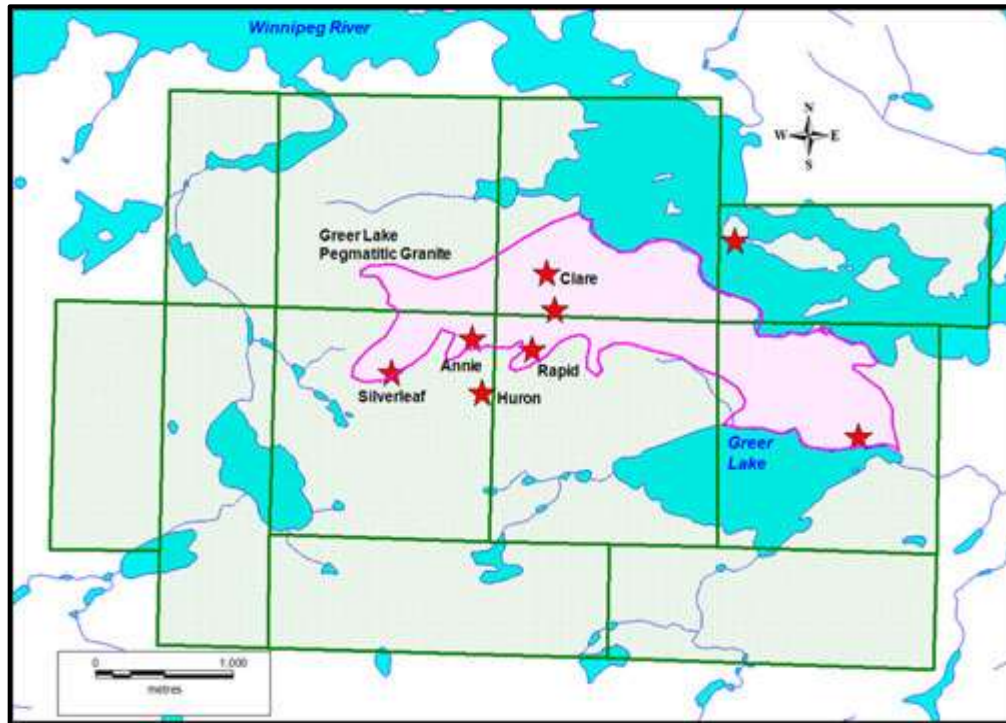 Winnipeg River
N
W E
S
Greer Lake
Pegmatitic Granite
Clare
Annie
Rapid
Silverleaf
Huron
Greer
Lake
0 1,000
metres